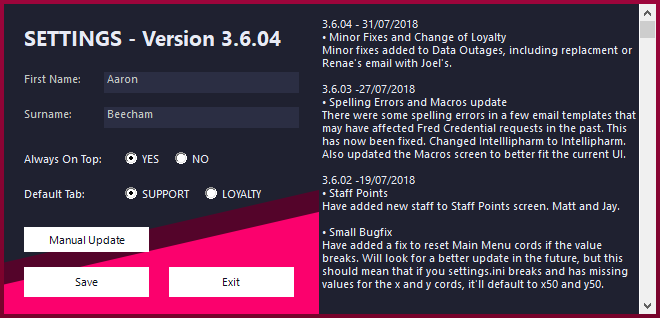 SETTINGS - Version 3.6.04
First Name:
Aaron
Surname:
Beecham
Always On Top:
YES
NO
Default Tab:
SUPPORT
LOYALTY
Manual Update
Save
Exit
3.6.04 - 31/07/2018
• Minor Fixes and Change of Loyalty
Minor fixes added to Data Outages, including replacment or
Renae's email with Joel's.
3.6.03 -27/07/2018
• Spelling Errors and Macros update
There were some spelling errors in a few email templates that
may have affected Fred Credential requests in the past. This
has now been fixed. Changed Intelllipharm to Intellipharm.
Also updated the Macros screen to better fit the current UI.
3.6.02 -19/07/2018
• Staff Points
Have added new staff to Staff Points screen. Matt and Jay.
• Small Bugfix
Have added a fix to reset Main Menu cords if the value
breaks. Will look for a better update in the future, but this
should mean that if you settings.ini breaks and has missing
values for the x and y cords, it'll default to x50 and y50.